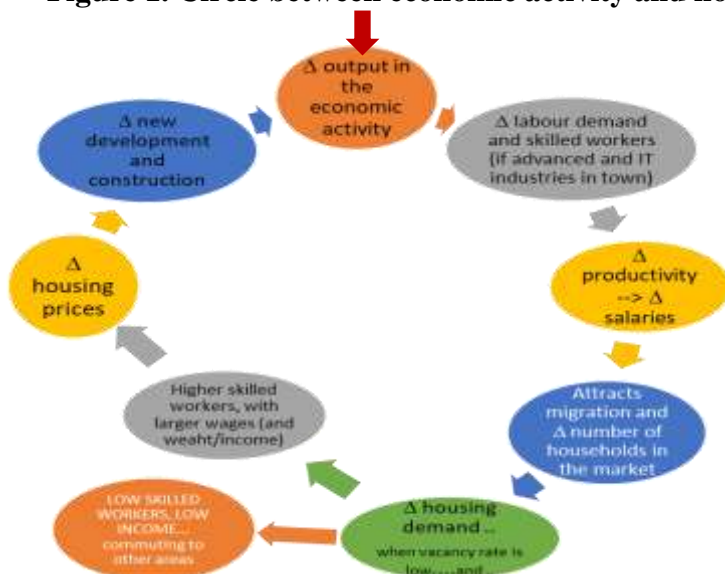 Figure 1: Circle between economic activity and
Δ output in
the
economic
activity
Δ labour demand
and skilled workers
(if advanced and IT
industries in town)
Δ
productivity
--> Δ
salaries
Attracts
migration and
Δ number of
households in
the market
Δ housing
demand ..
when vacancy rate is
low.....and
LOW SKILLED
WORKERS, LOW
INCOME...
commuting to
other areas
Higher skilled
workers, with
larger wages (and
weaht/income)
Δ
housing
prices
Δ new
development
and
construction